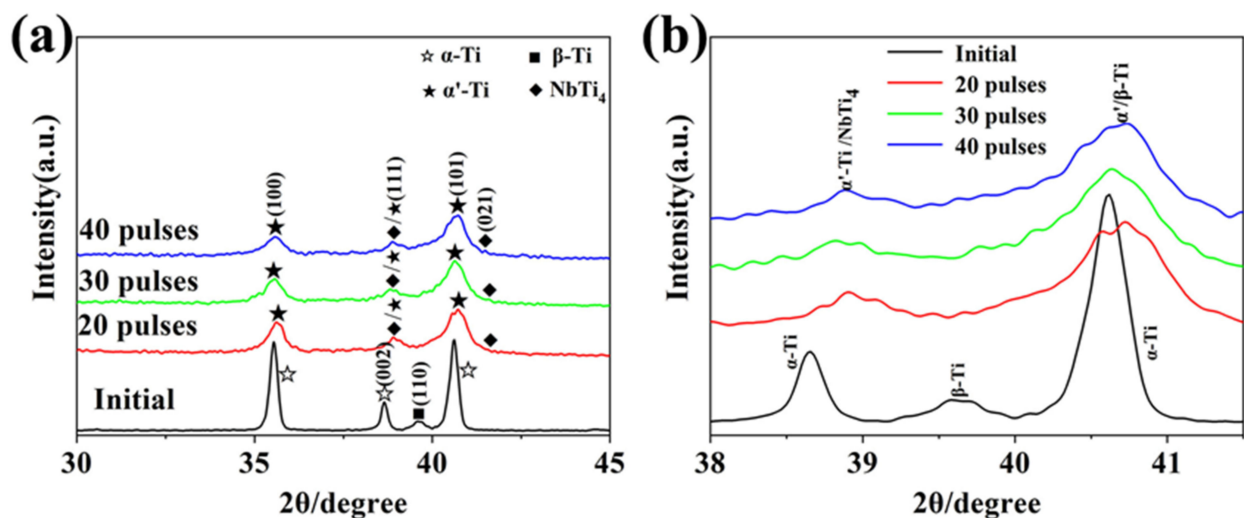 (a)
☆ α-Ti
■ β-Ti
★ α'-Ti
◆ NbTi4
Intensity(a.u.)
40 pulses
★(100)
◆/★(111)
★(101)
◆(021)
30 pulses
★
◆/★
★
◆
20 pulses
★
◆/★
★
◆
Initial
☆
☆(002)
■(110)
☆
30
35
40
45
2θ/degree
(b)
Initial
20 pulses
30 pulses
40 pulses
Intensity(a.u.)
α'-Ti /NbTi4
α'/β-Ti
α-Ti
β-Ti
α-Ti
38
39
40
41
2θ/degree